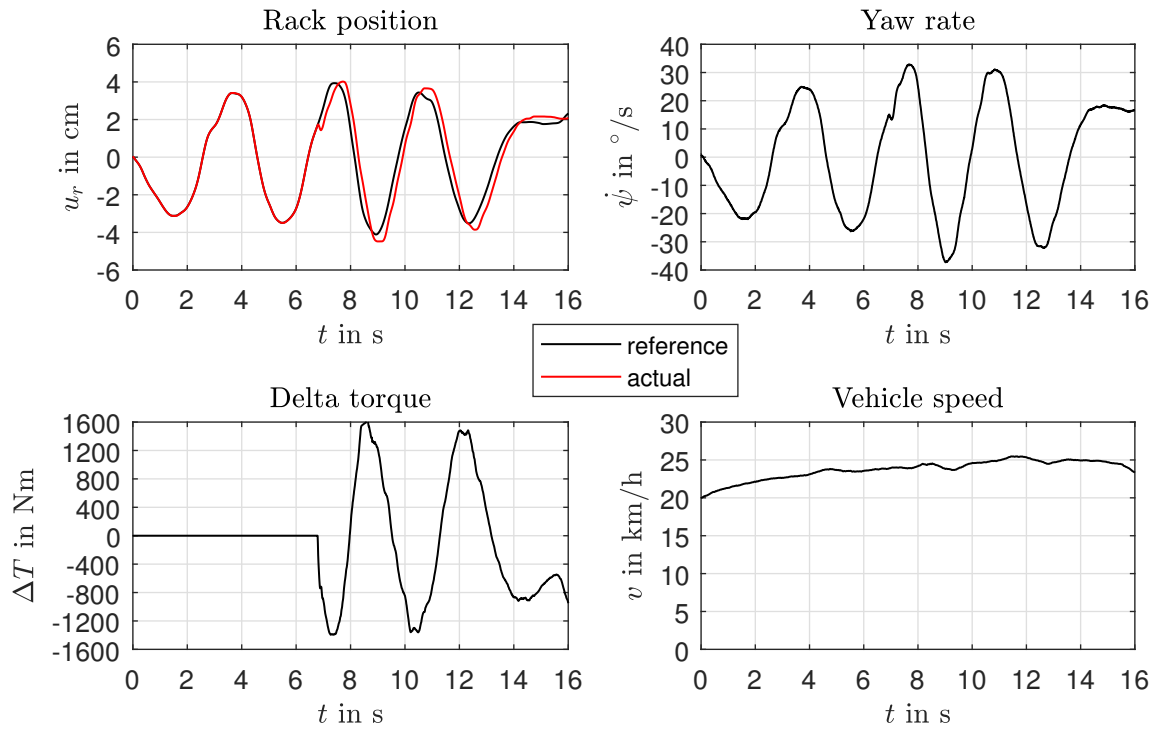 Rack position
6
4
2
0
-2
-4
-6
u_r in cm
0 2 4 6 8 10 12 14 16
t in s
Yaw rate
40
30
20
10
0
-10
-20
-30
-40
ψ̇ in °/s
0 2 4 6 8 10 12 14 16
t in s
reference
actual
Delta torque
1600
1200
800
400
0
-400
-800
-1200
-1600
ΔT in Nm
0 2 4 6 8 10 12 14 16
t in s
Vehicle speed
30
25
20
15
10
5
0
v in km/h
0 2 4 6 8 10 12 14 16
t in s